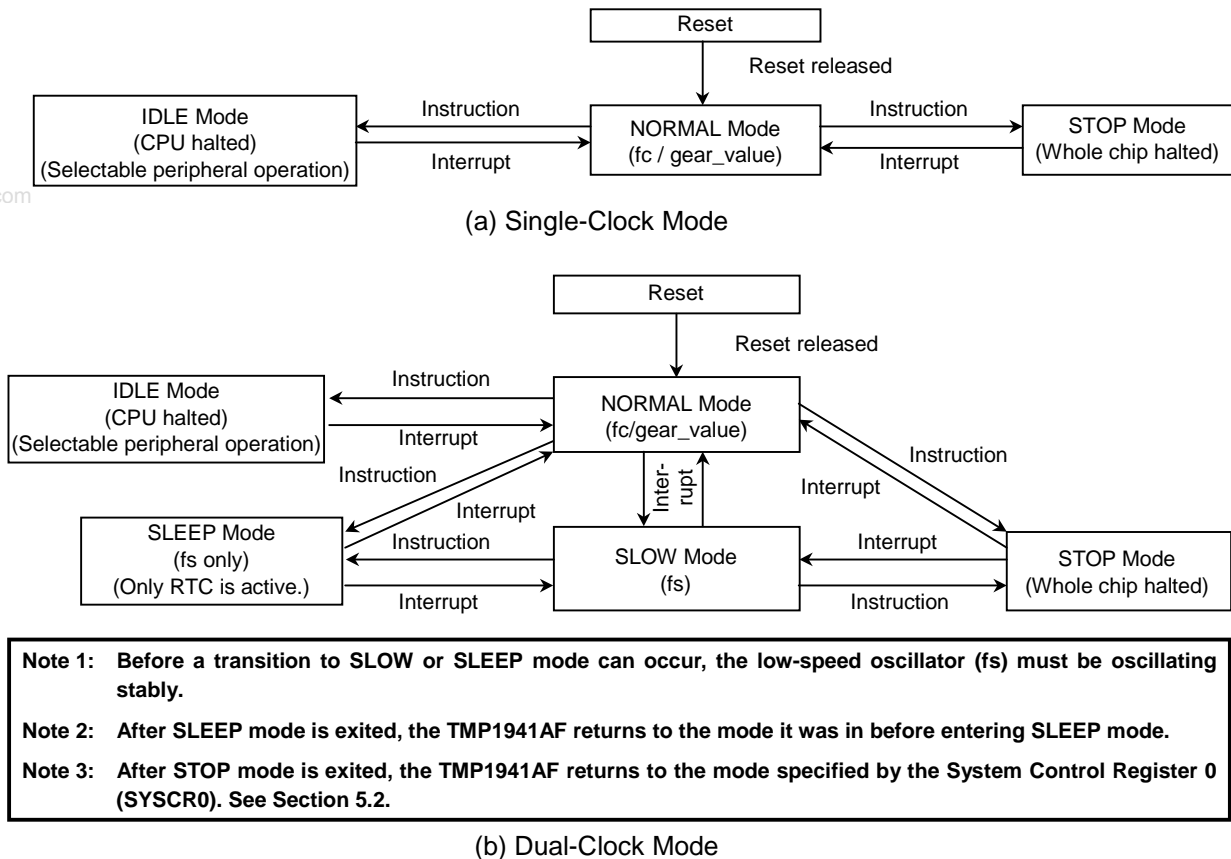 Reset
Reset released
IDLE Mode
(CPU halted)
(Selectable peripheral operation)
Instruction
Interrupt
NORMAL Mode
(fc / gear_value)
Instruction
Interrupt
STOP Mode
(Whole chip halted)
com
(a) Single-Clock Mode
Reset
Reset released
IDLE Mode
(CPU halted)
(Selectable peripheral operation)
Instruction
Interrupt
NORMAL Mode
(fc/gear_value)
Instruction
Interrupt
Inter-
rupt
Instruction
Interrupt
SLEEP Mode
(fs only)
(Only RTC is active.)
Instruction
Interrupt
SLOW Mode
(fs)
Interrupt
Instruction
STOP Mode
(Whole chip halted)
Note 1: Before a transition to SLOW or SLEEP mode can occur, the low-speed oscillator (fs) must be oscillating
stably.
Note 2: After SLEEP mode is exited, the TMP1941AF returns to the mode it was in before entering SLEEP mode.
Note 3: After STOP mode is exited, the TMP1941AF returns to the mode specified by the System Control Register 0
(SYSCR0). See Section 5.2.
(b) Dual-Clock Mode